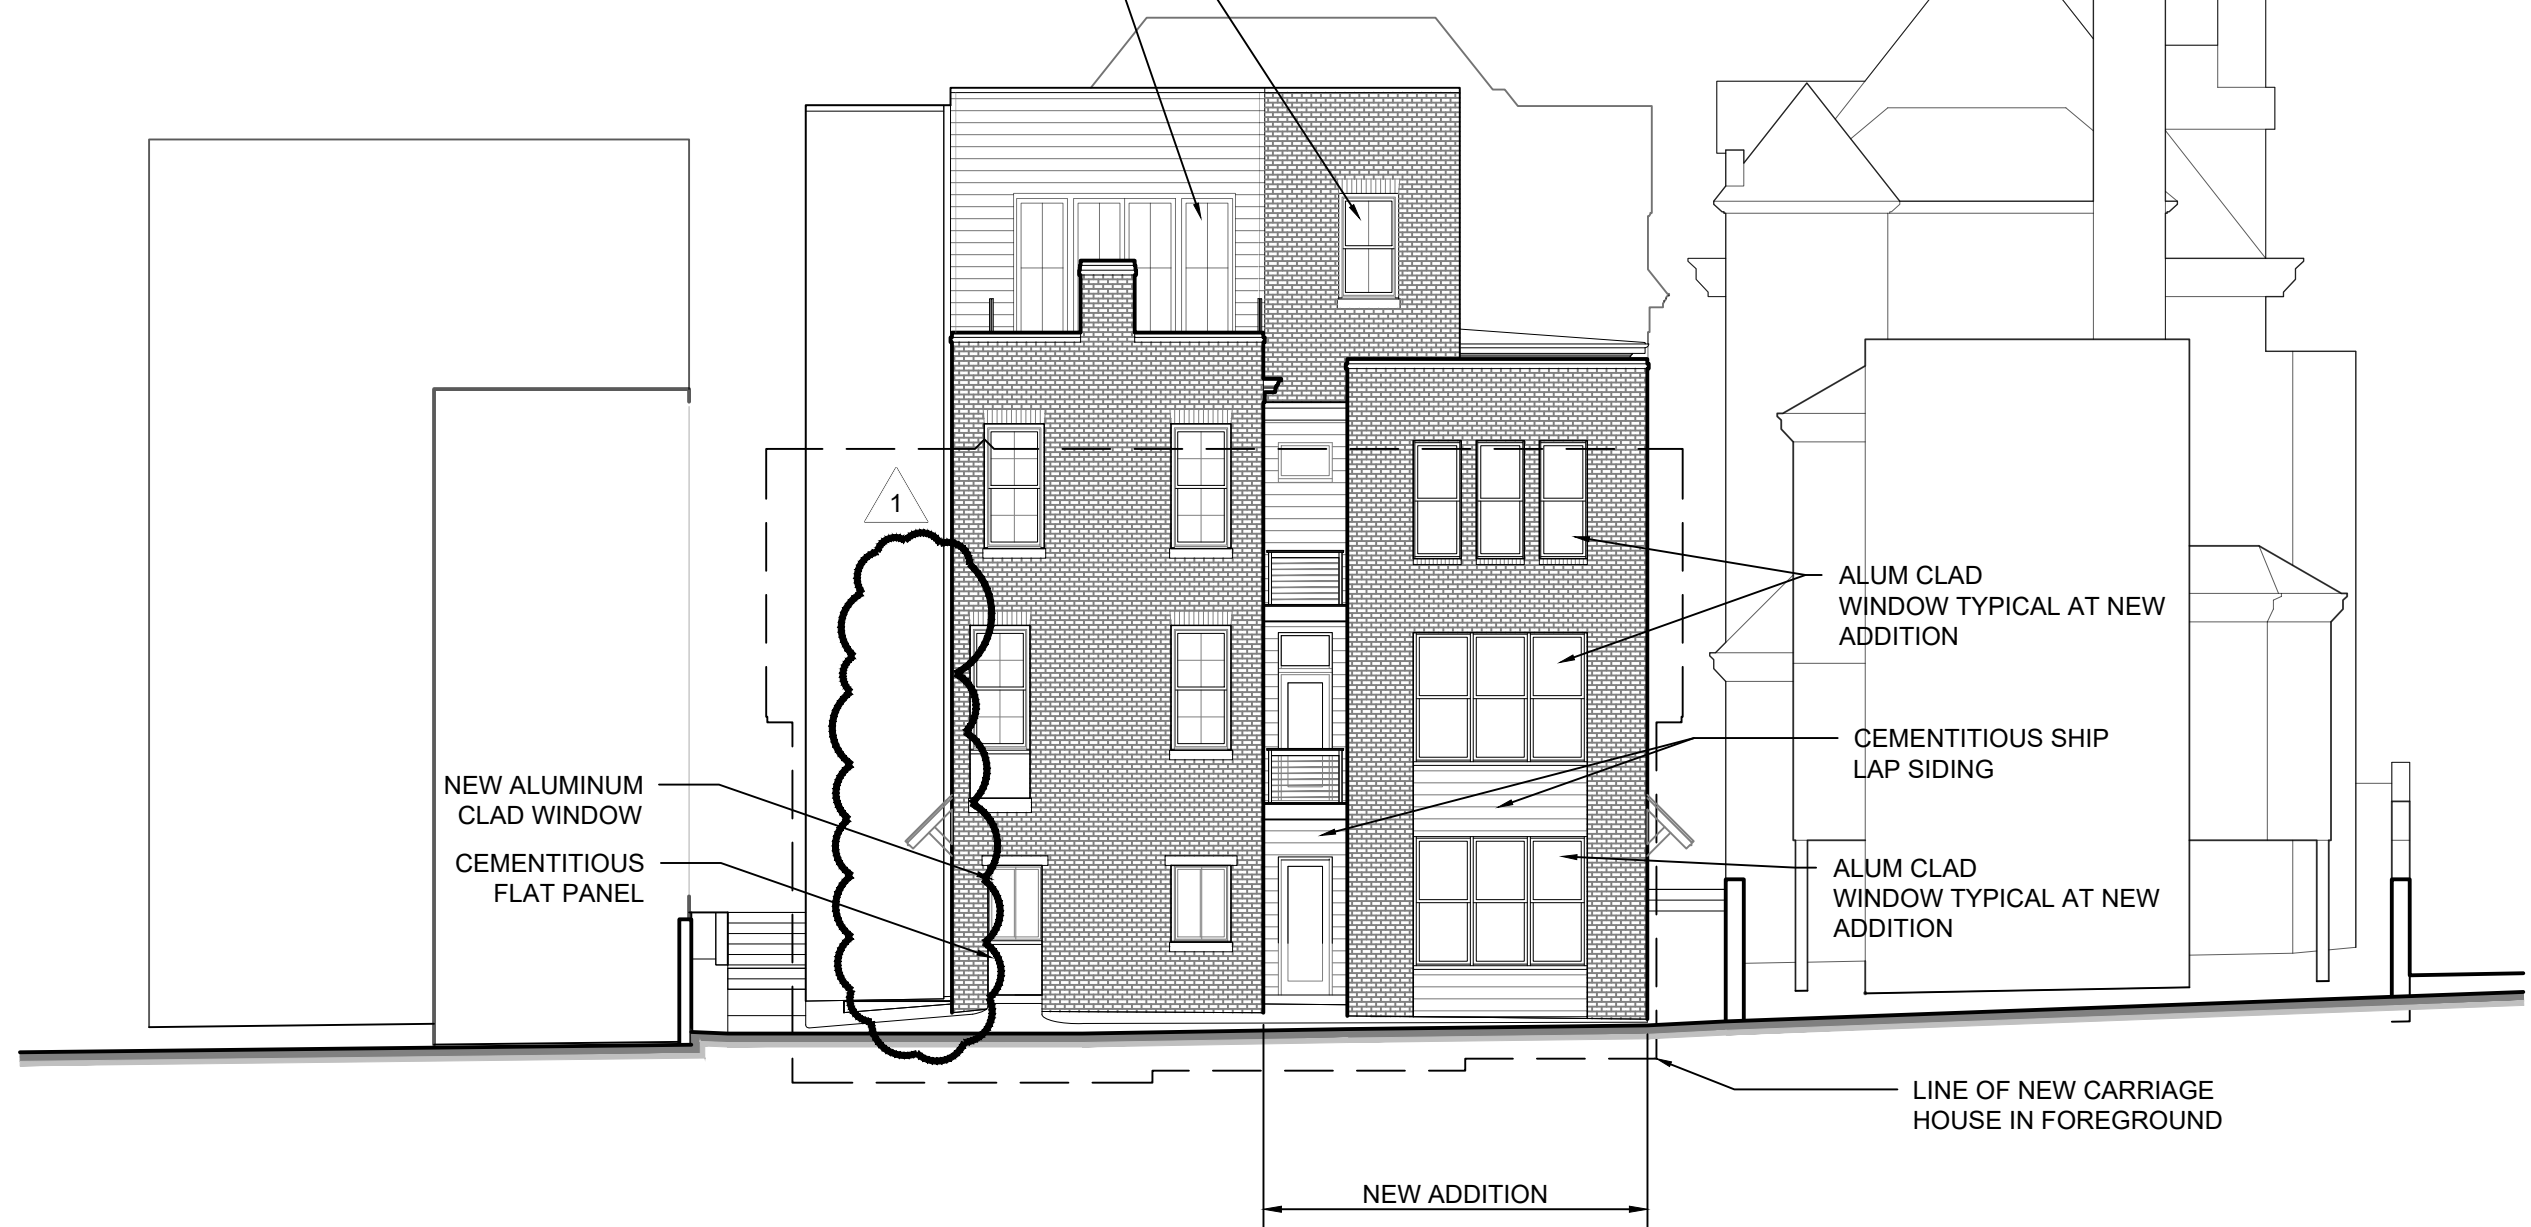 1
ALUM CLAD
WINDOW TYPICAL AT NEW
ADDITION
CEMENTITIOUS SHIP
LAP SIDING
NEW ALUMINUM
CLAD WINDOW
CEMENTITIOUS
FLAT PANEL
ALUM CLAD
WINDOW TYPICAL AT NEW
ADDITION
LINE OF NEW CARRIAGE
HOUSE IN FOREGROUND
NEW ADDITION